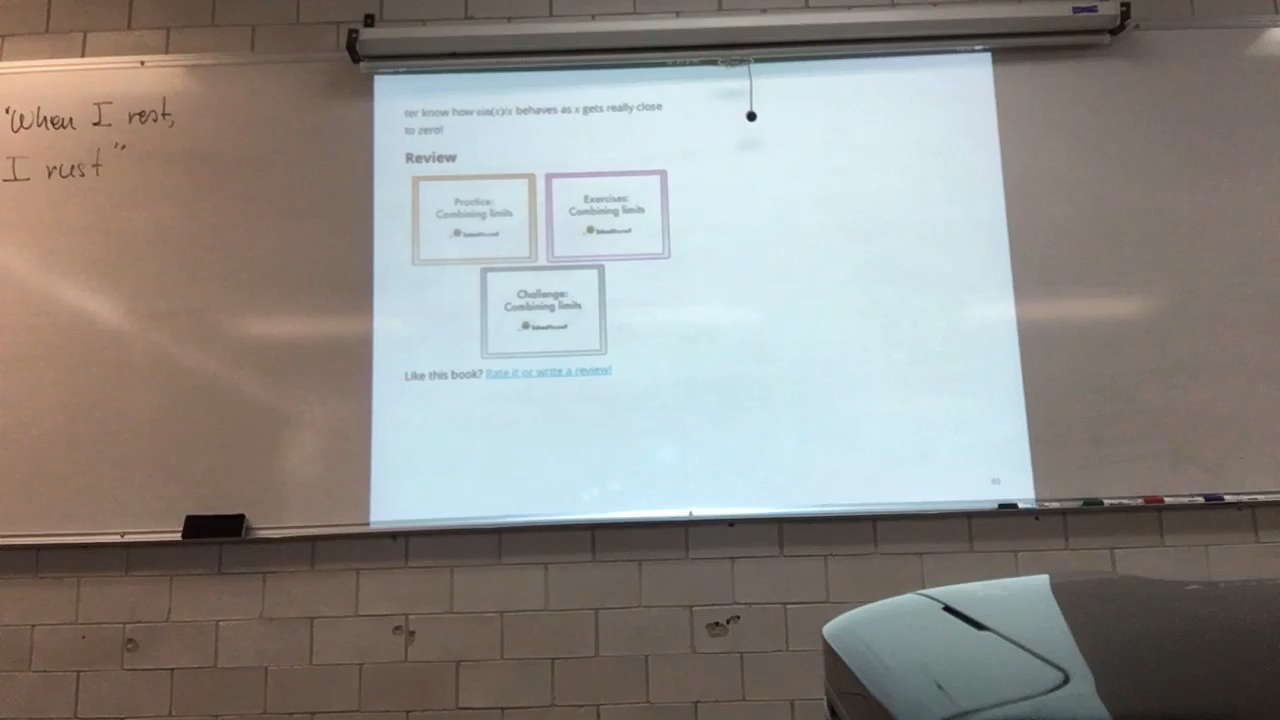 "When I rest,
I rust"
ter know how sin(x)/x behaves as x gets really close
to zero!
Review
Practice:
Combining limits
Exercises:
Combining limits
Challenge:
Combining limits
Like this book? Rate it or write a review!